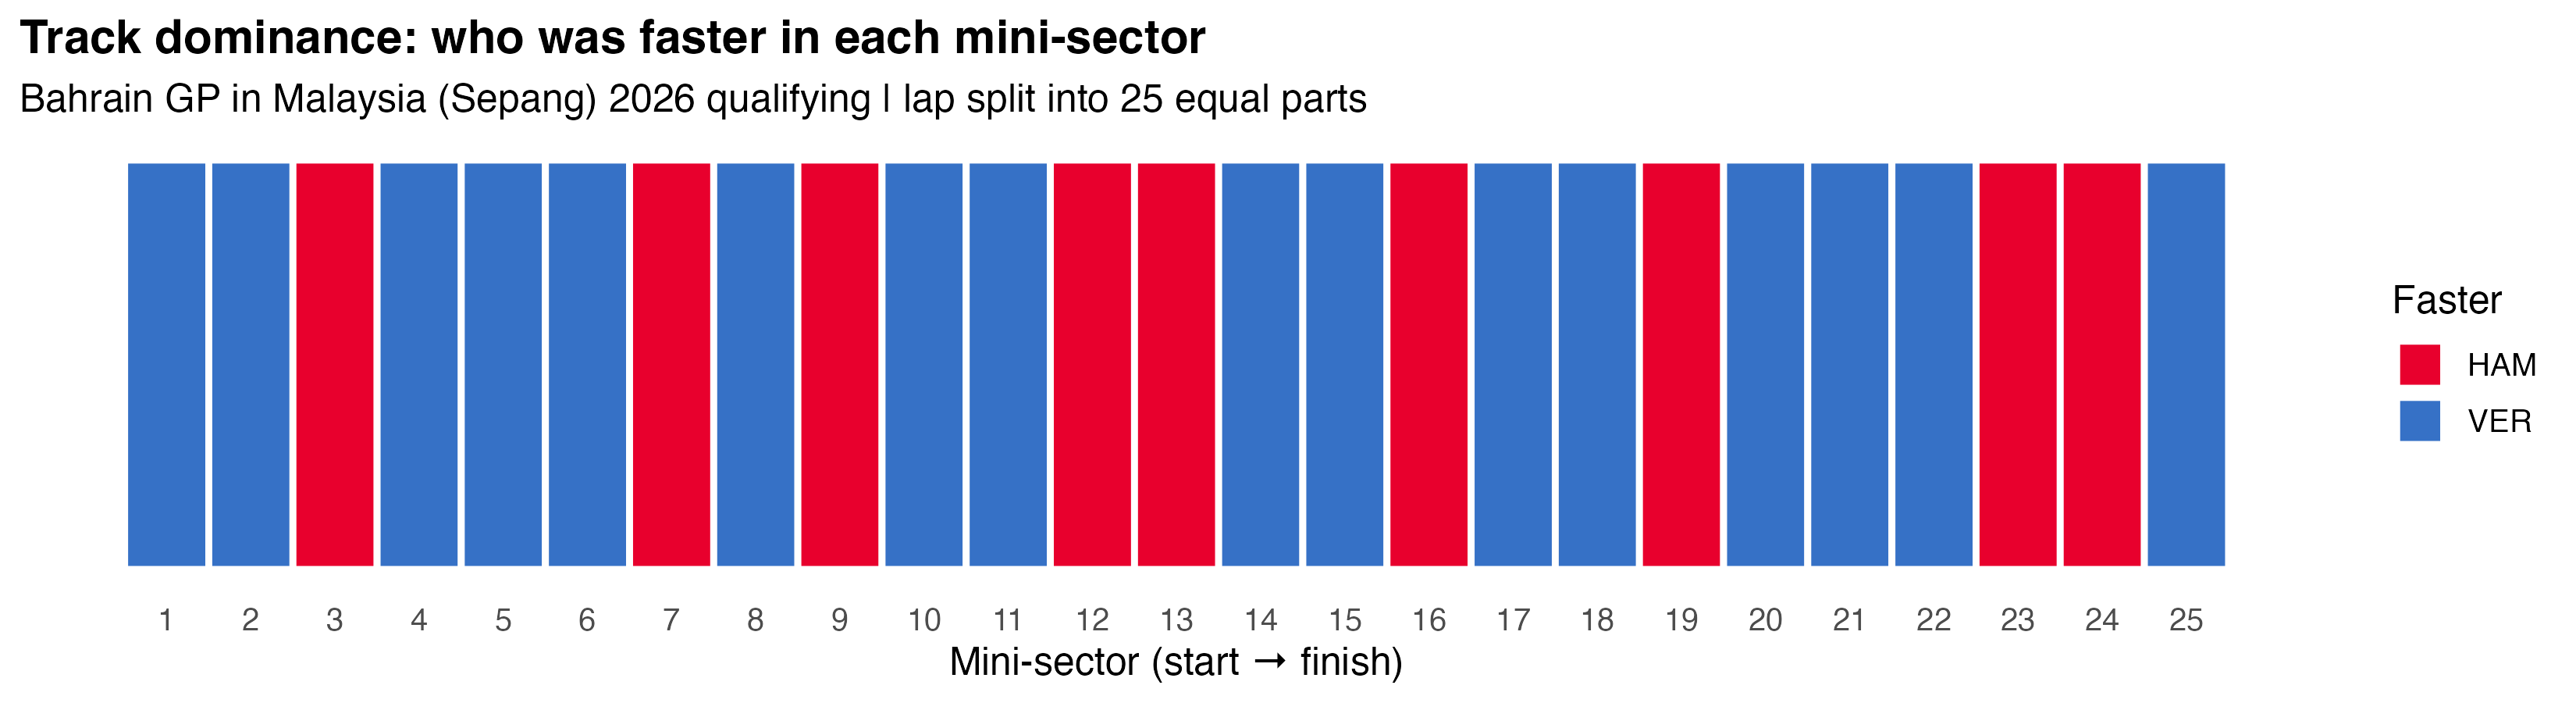 Track dominance: who was faster in each mini-sector
Bahrain GP in Malaysia (Sepang) 2026 qualifying | lap split into 25 equal parts
Faster
HAM
VER
1 2 3 4 5 6 7 8 9 10 11 12 13 14 15 16 17 18 19 20 21 22 23 24 25
Mini-sector (start → finish)